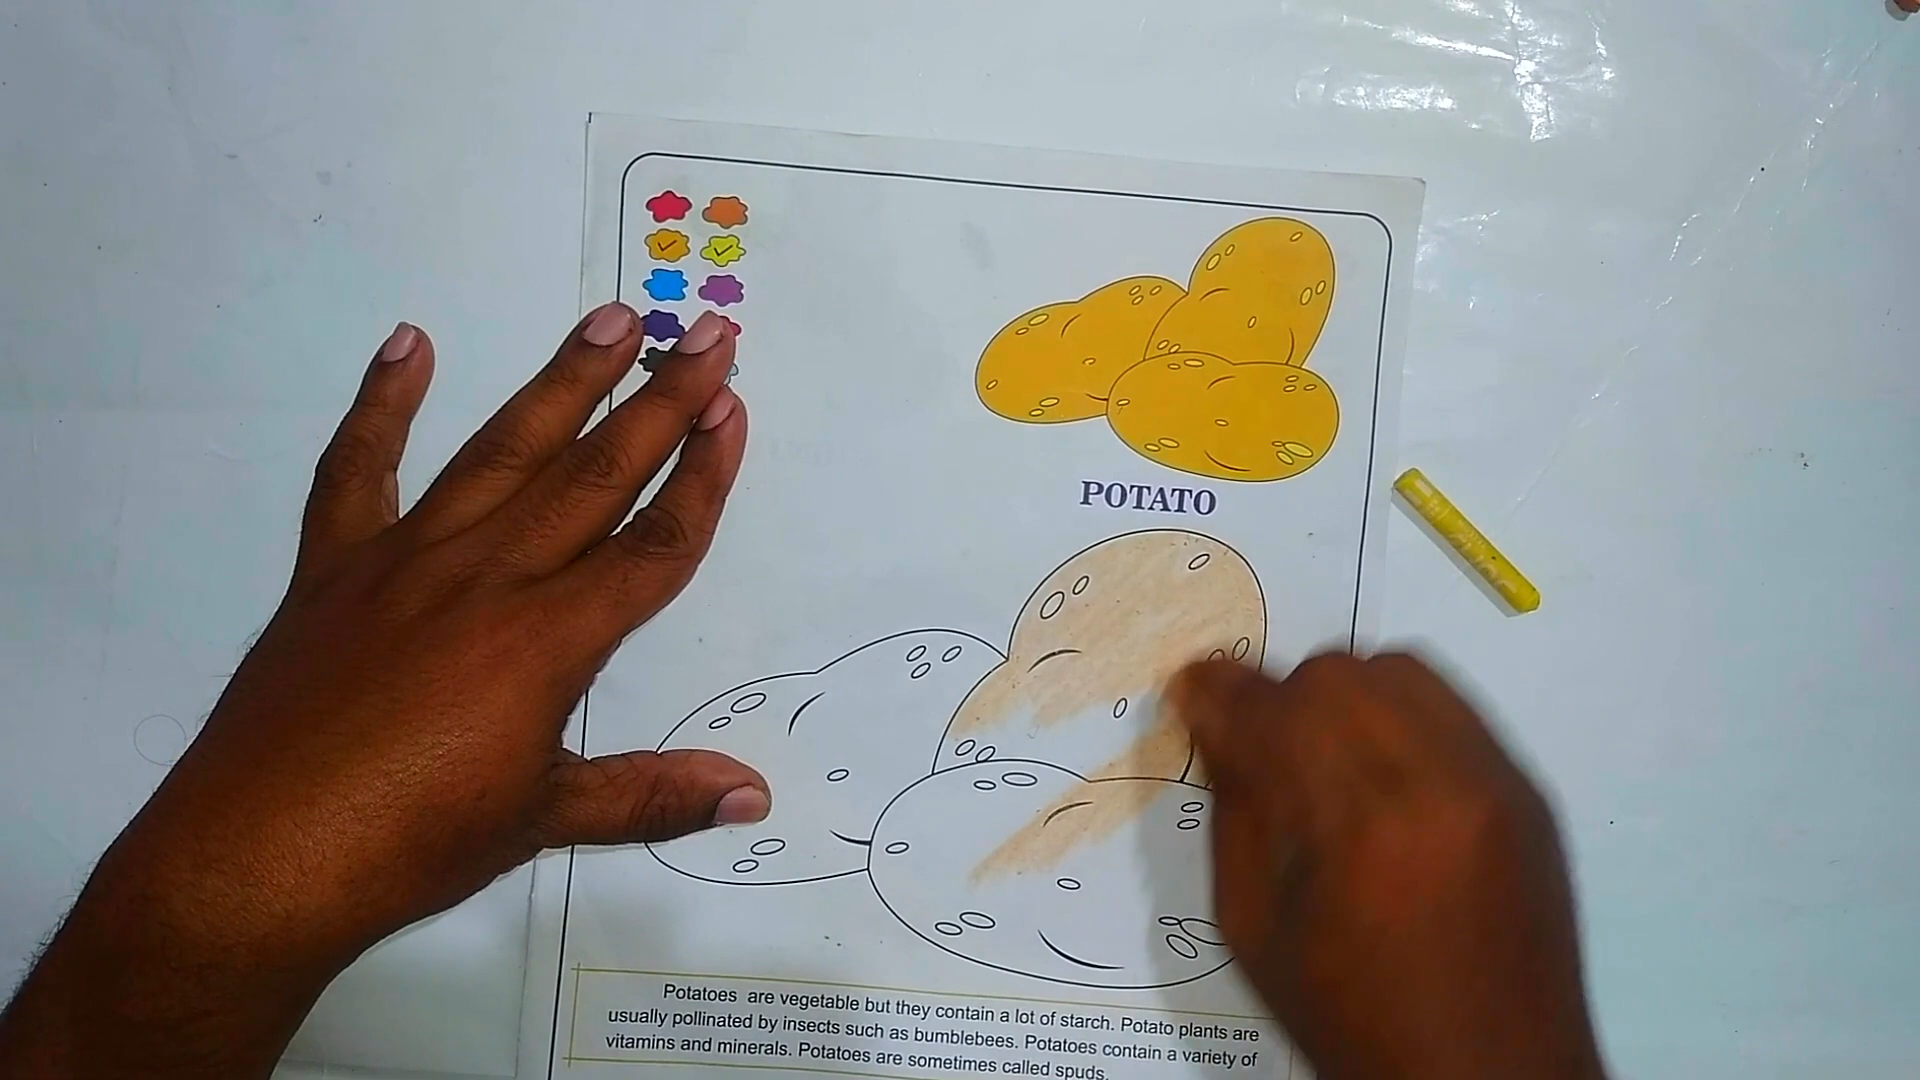 POTATO
Potatoes are vegetable but they contain a lot of starch. Potato plants are
usually pollinated by insects such as bumblebees. Potatoes contain a variety of
vitamins and minerals. Potatoes are sometimes called spuds.